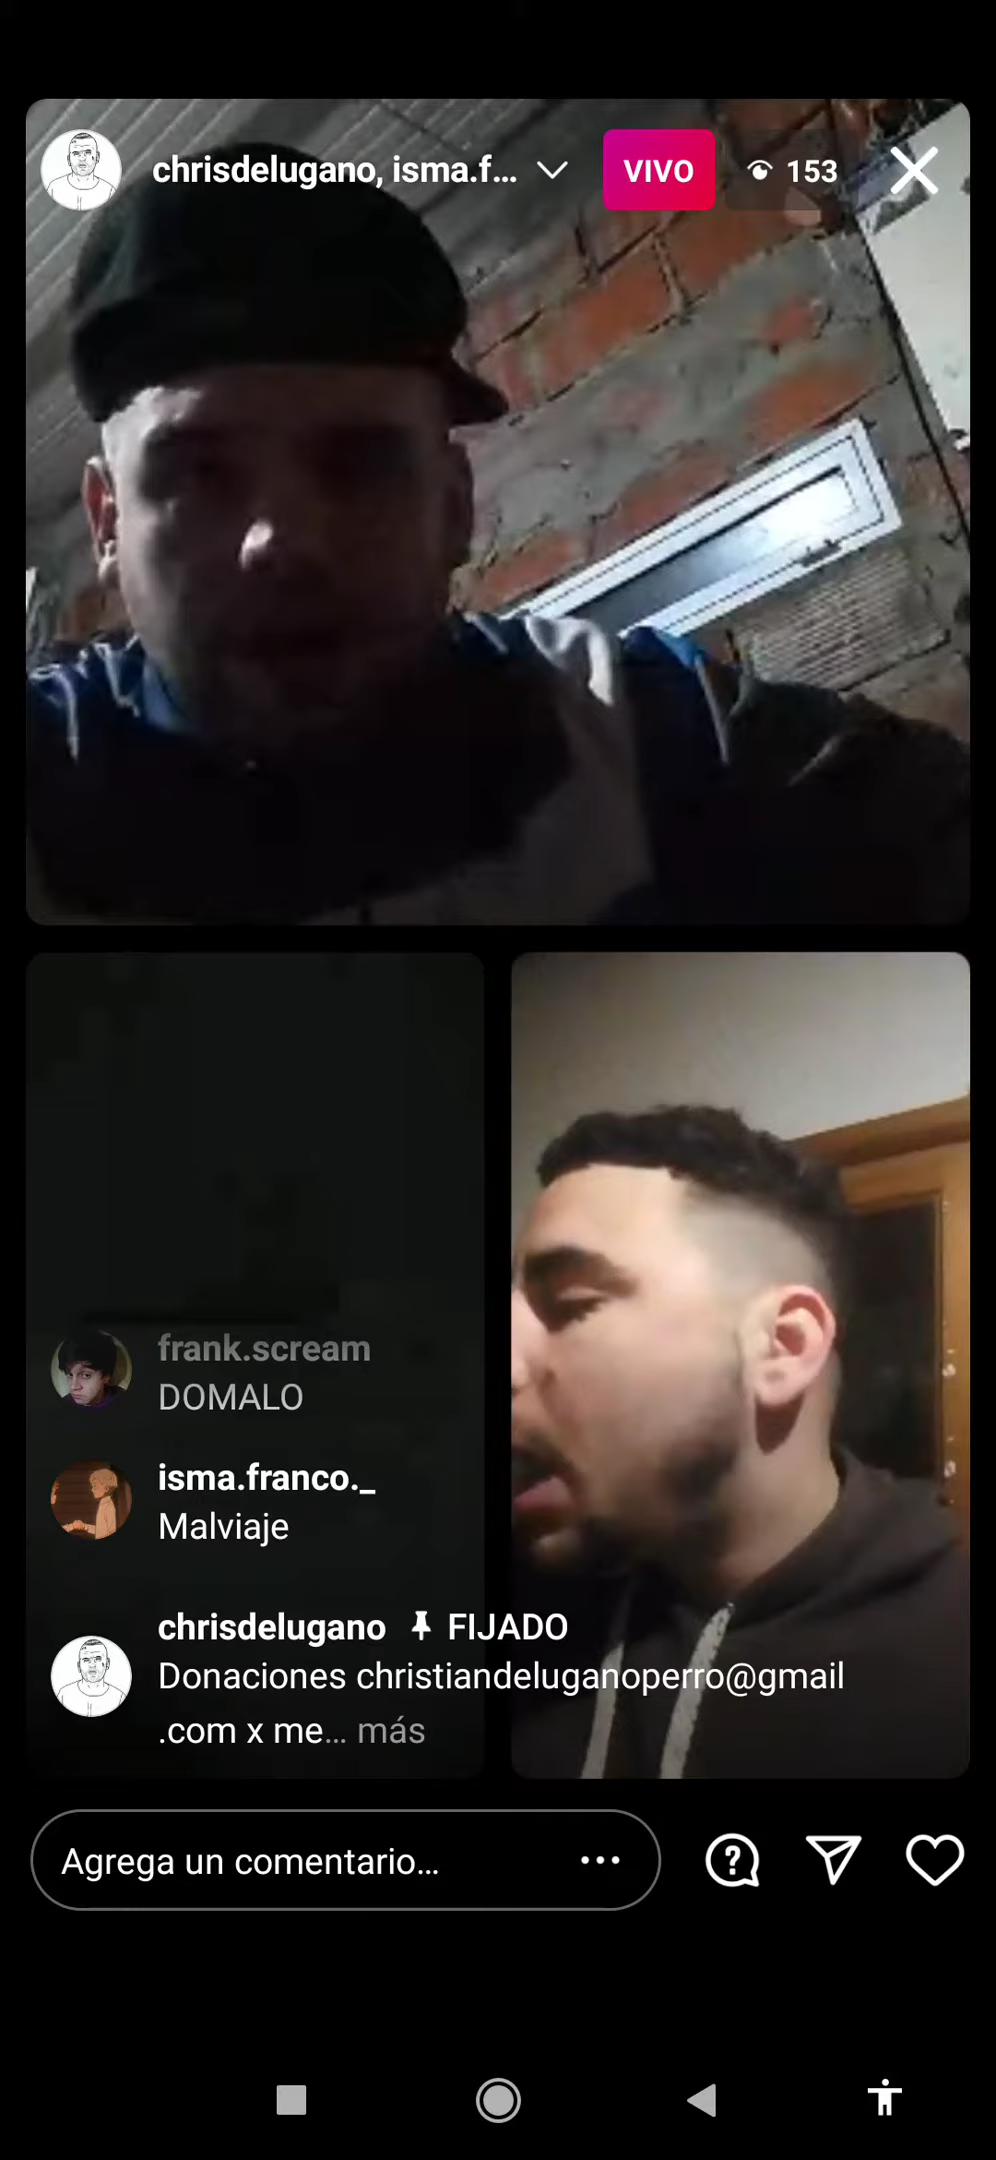 chrisdelugano, isma.f...
VIVO
153
frank.scream
DOMALO
isma.franco._
Malviaje
chrisdelugano FIJADO
Donaciones christiandeluganoperro@gmail
.com x me... más
Agrega un comentario...